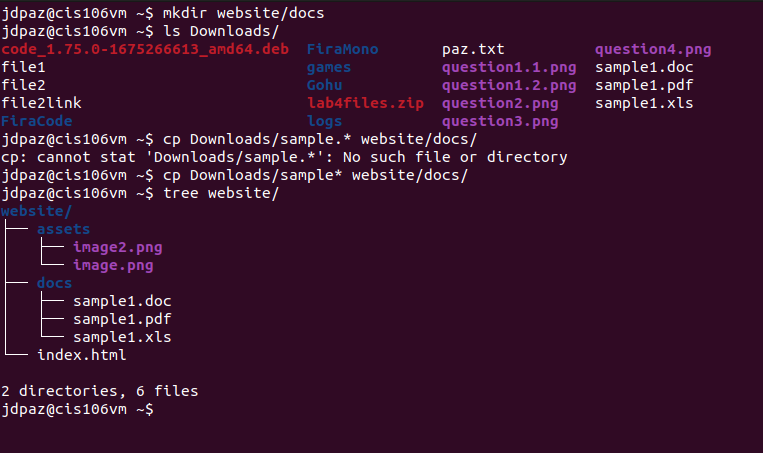 jdpaz@cis106vm ~$ mkdir website/docs
jdpaz@cis106vm ~$ ls Downloads/
code_1.75.0-1675266613_amd64.deb  FiraMono      paz.txt          question4.png
file1                             games         question1.1.png  sample1.doc
file2                             Gohu          question1.2.png  sample1.pdf
file2link                         lab4files.zip question2.png    sample1.xls
FiraCode                          logs          question3.png
jdpaz@cis106vm ~$ cp Downloads/sample.* website/docs/
cp: cannot stat 'Downloads/sample.*': No such file or directory
jdpaz@cis106vm ~$ cp Downloads/sample* website/docs/
jdpaz@cis106vm ~$ tree website/
website/
├── assets
│   ├── image2.png
│   └── image.png
├── docs
│   ├── sample1.doc
│   ├── sample1.pdf
│   └── sample1.xls
└── index.html
2 directories, 6 files
jdpaz@cis106vm ~$